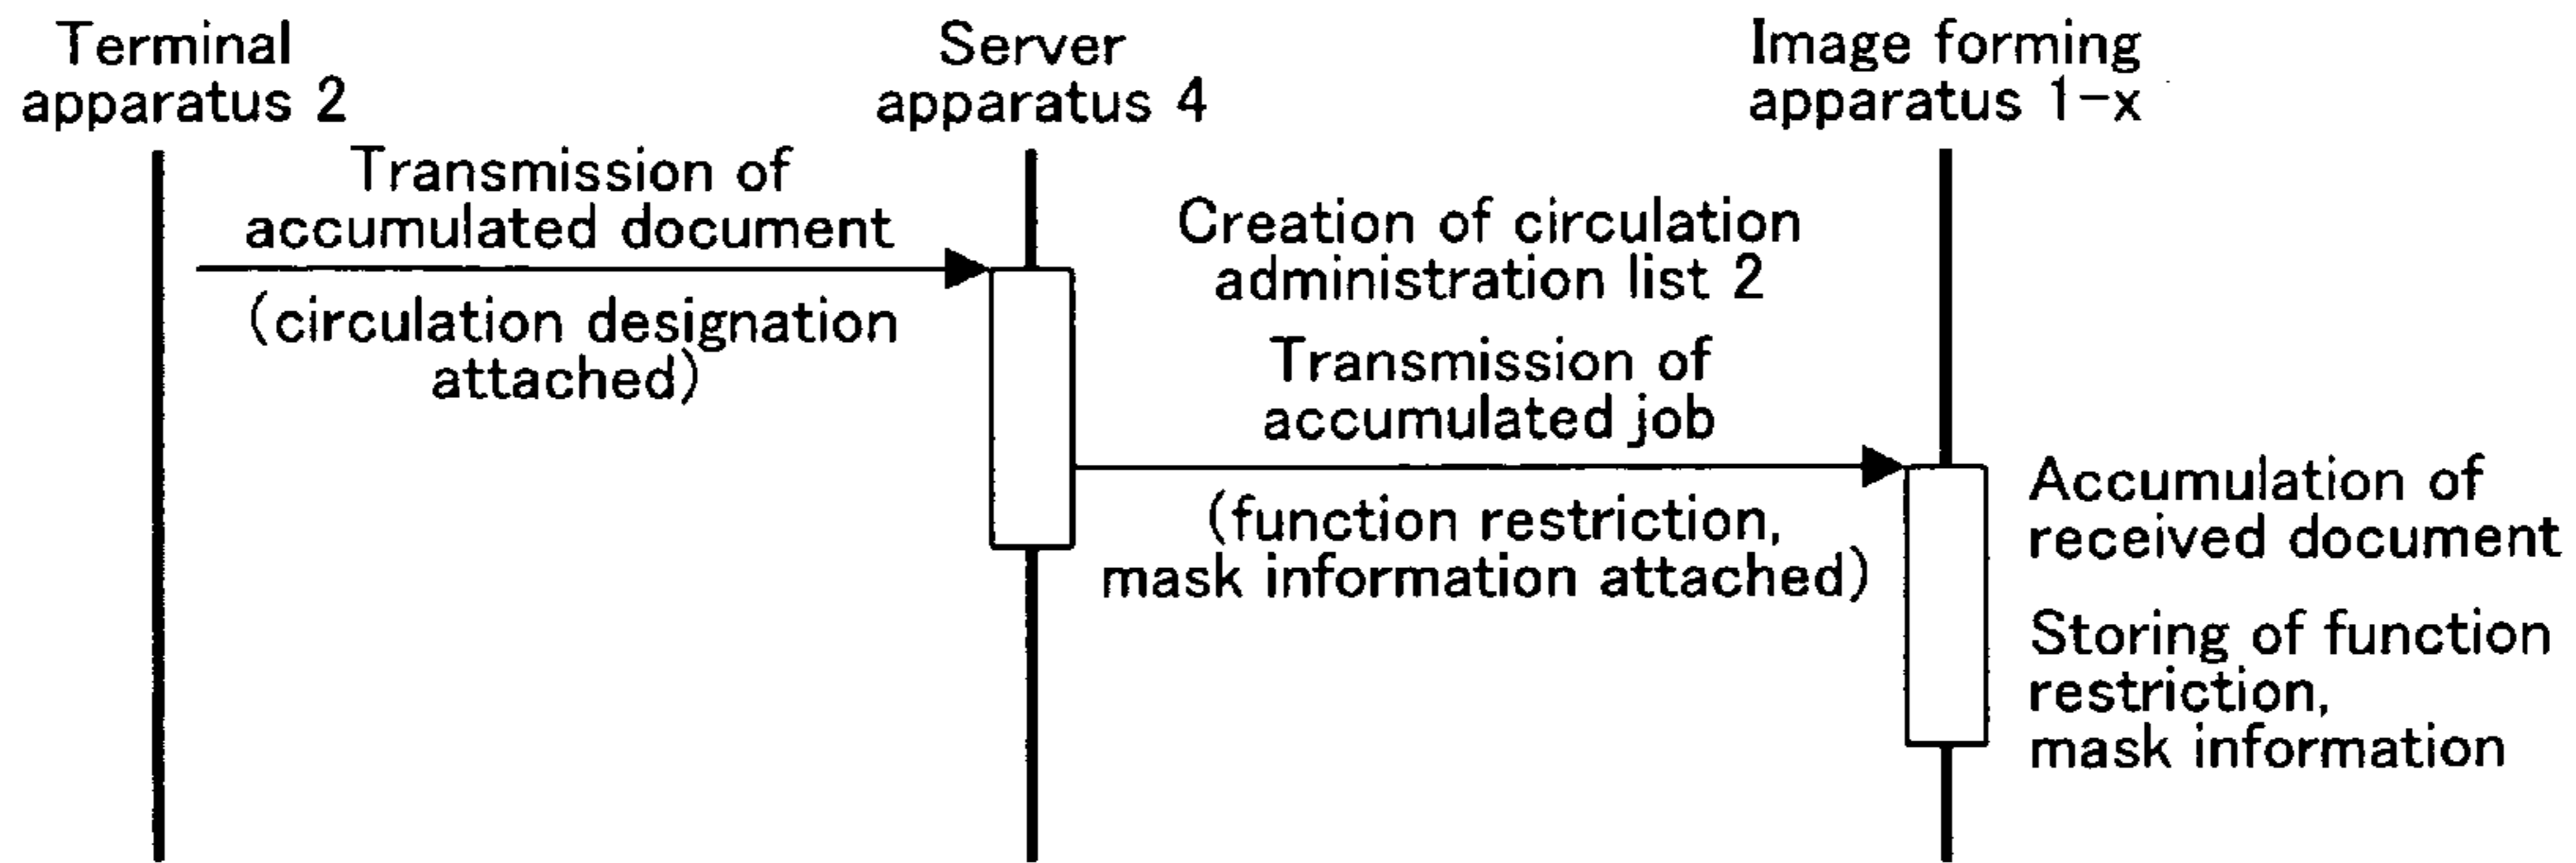 Terminal
apparatus 2
Server
apparatus 4
Image forming
apparatus 1-x
Transmission of
accumulated document
(circulation designation
attached)
Creation of circulation
administration list 2
Transmission of
accumulated job
(function restriction,
mask information attached)
Accumulation of
received document
Storing of function
restriction,
mask information